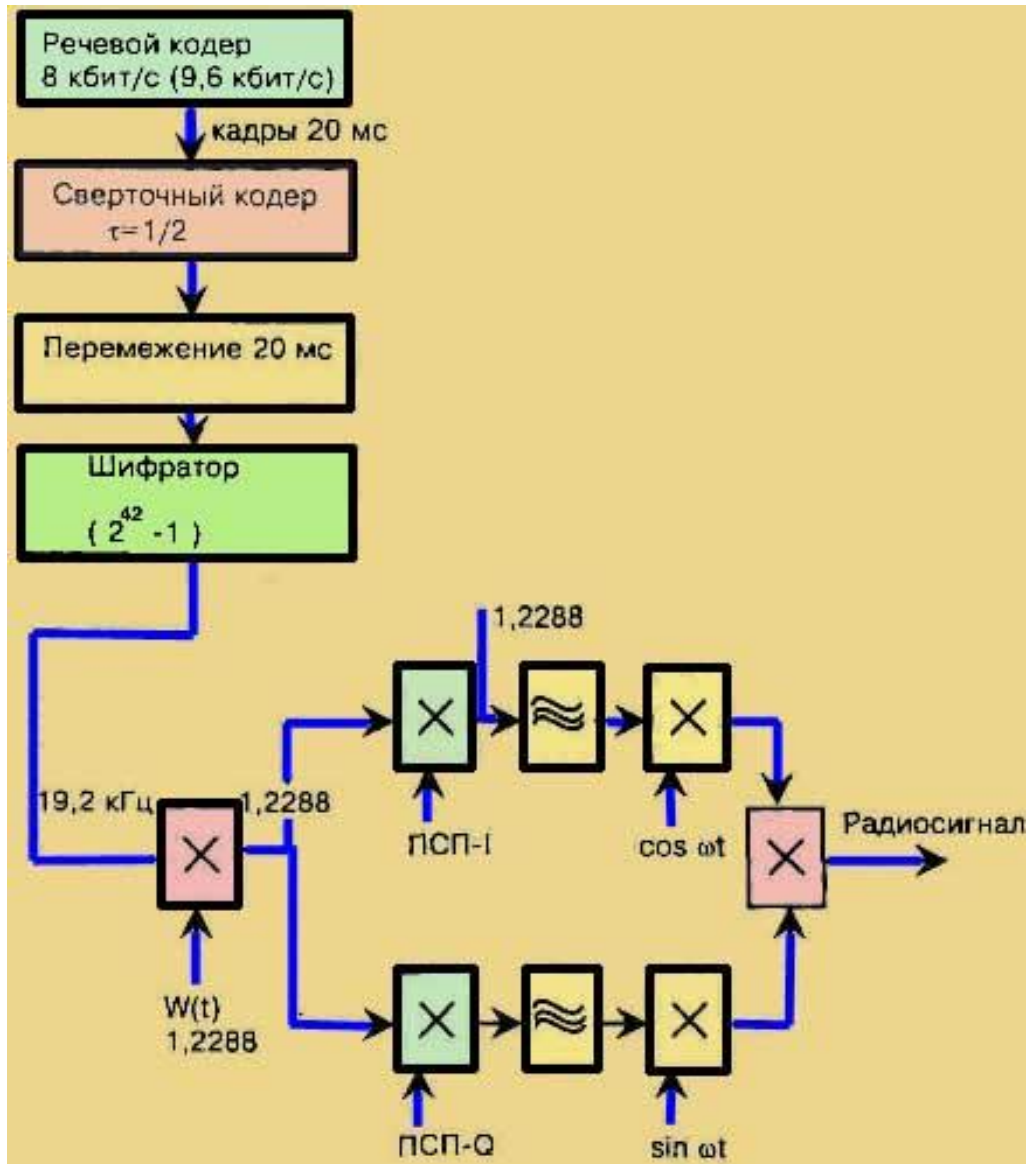 Речевой кодер
8 кбит/с (9,6 кбит/с)
кадры 20 мс
Сверточный кодер
τ=1/2
Перемежение 20 мс
Шифратор
( 2^42 -1 )
1,2288
19,2 кГц
1,2288
ПСП-I
cos ωt
Радиосигнал
W(t)
1,2288
ПСП-Q
sin ωt